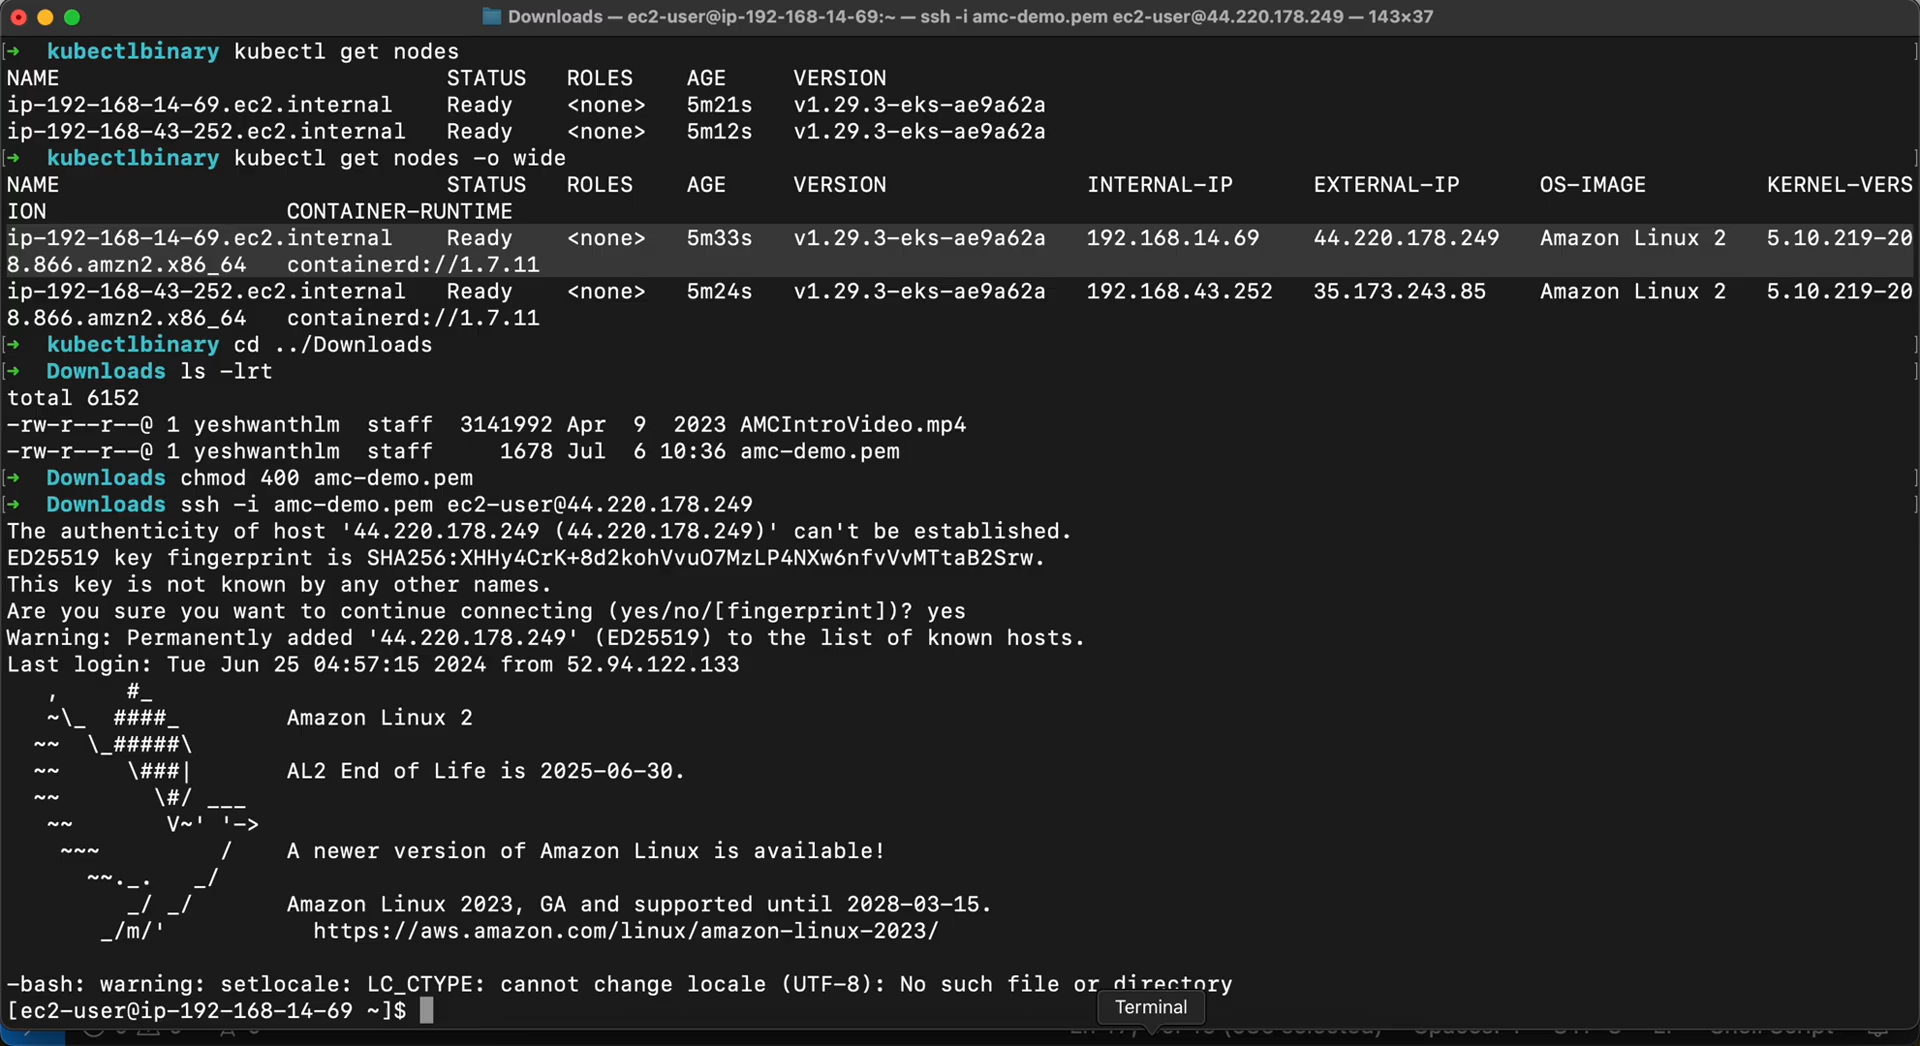 Downloads — ec2-user@ip-192-168-14-69:~ — ssh -i amc-demo.pem ec2-user@44.220.178.249 — 143×37
[➜  kubectlbinary kubectl get nodes ]
NAME                             STATUS   ROLES    AGE     VERSION
ip-192-168-14-69.ec2.internal    Ready    <none>   5m21s   v1.29.3-eks-ae9a62a
ip-192-168-43-252.ec2.internal   Ready    <none>   5m12s   v1.29.3-eks-ae9a62a
[➜  kubectlbinary kubectl get nodes -o wide ]
NAME                             STATUS   ROLES    AGE     VERSION               INTERNAL-IP      EXTERNAL-IP      OS-IMAGE         KERNEL-VERS
ION                  CONTAINER-RUNTIME
ip-192-168-14-69.ec2.internal    Ready    <none>   5m33s   v1.29.3-eks-ae9a62a   192.168.14.69    44.220.178.249   Amazon Linux 2   5.10.219-20
8.866.amzn2.x86_64   containerd://1.7.11
ip-192-168-43-252.ec2.internal   Ready    <none>   5m24s   v1.29.3-eks-ae9a62a   192.168.43.252   35.173.243.85    Amazon Linux 2   5.10.219-20
8.866.amzn2.x86_64   containerd://1.7.11
[➜  kubectlbinary cd ../Downloads ]
[➜  Downloads ls -lrt ]
total 6152
-rw-r--r--@ 1 yeshwanthlm  staff  3141992 Apr  9  2023 AMCIntroVideo.mp4
-rw-r--r--@ 1 yeshwanthlm  staff     1678 Jul  6 10:36 amc-demo.pem
[➜  Downloads chmod 400 amc-demo.pem ]
[➜  Downloads ssh -i amc-demo.pem ec2-user@44.220.178.249 ]
The authenticity of host '44.220.178.249 (44.220.178.249)' can't be established.
ED25519 key fingerprint is SHA256:XHHy4CrK+8d2kohVvuO7MzLP4NXw6nfvVvMTtaB2Srw.
This key is not known by any other names.
Are you sure you want to continue connecting (yes/no/[fingerprint])? yes
Warning: Permanently added '44.220.178.249' (ED25519) to the list of known hosts.
Last login: Tue Jun 25 04:57:15 2024 from 52.94.122.133
   ,     #_
   ~\_  ####_        Amazon Linux 2
  ~~  \_#####\
  ~~     \###|       AL2 End of Life is 2025-06-30.
  ~~       \#/ ___
   ~~       V~' '->
    ~~~         /    A newer version of Amazon Linux is available!
      ~~._.   _/
         _/ _/       Amazon Linux 2023, GA and supported until 2028-03-15.
       _/m/'           https://aws.amazon.com/linux/amazon-linux-2023/
-bash: warning: setlocale: LC_CTYPE: cannot change locale (UTF-8): No such file or directory
[ec2-user@ip-192-168-14-69 ~]$
Terminal